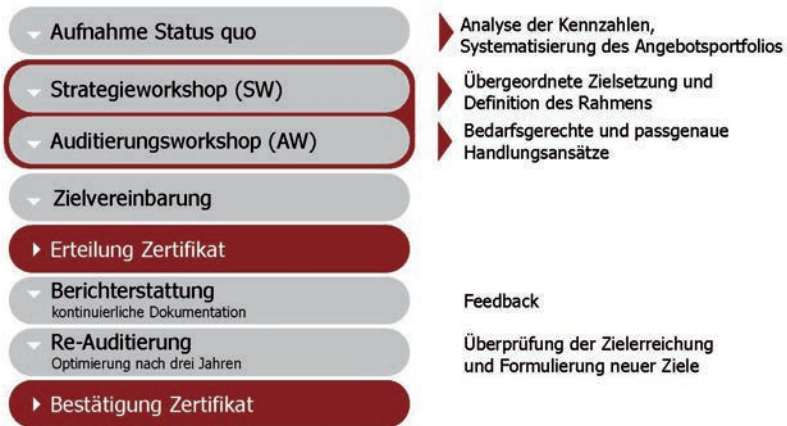 Aufnahme Status quo
Analyse der Kennzahlen,
Systematisierung des Angebotsportfolios
Strategieworkshop (SW)
Übergeordnete Zielsetzung und
Definition des Rahmens
Auditierungsworkshop (AW)
Bedarfsgerechte und passgenaue
Handlungsansätze
Zielvereinbarung
Erteilung Zertifikat
Berichterstattung
kontinuierliche Dokumentation
Feedback
Re-Auditierung
Optimierung nach drei Jahren
Überprüfung der Zielerreichung
und Formulierung neuer Ziele
Bestätigung Zertifikat